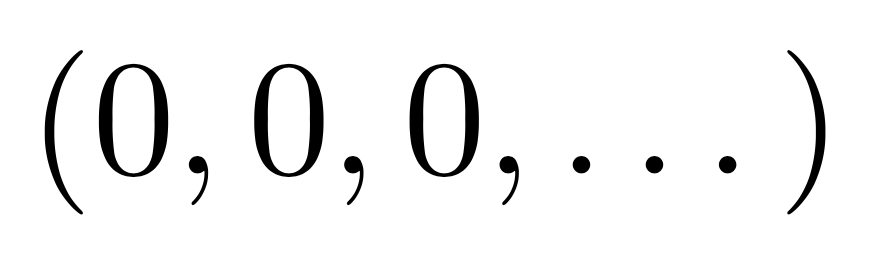 (0, 0, 0, . . . )